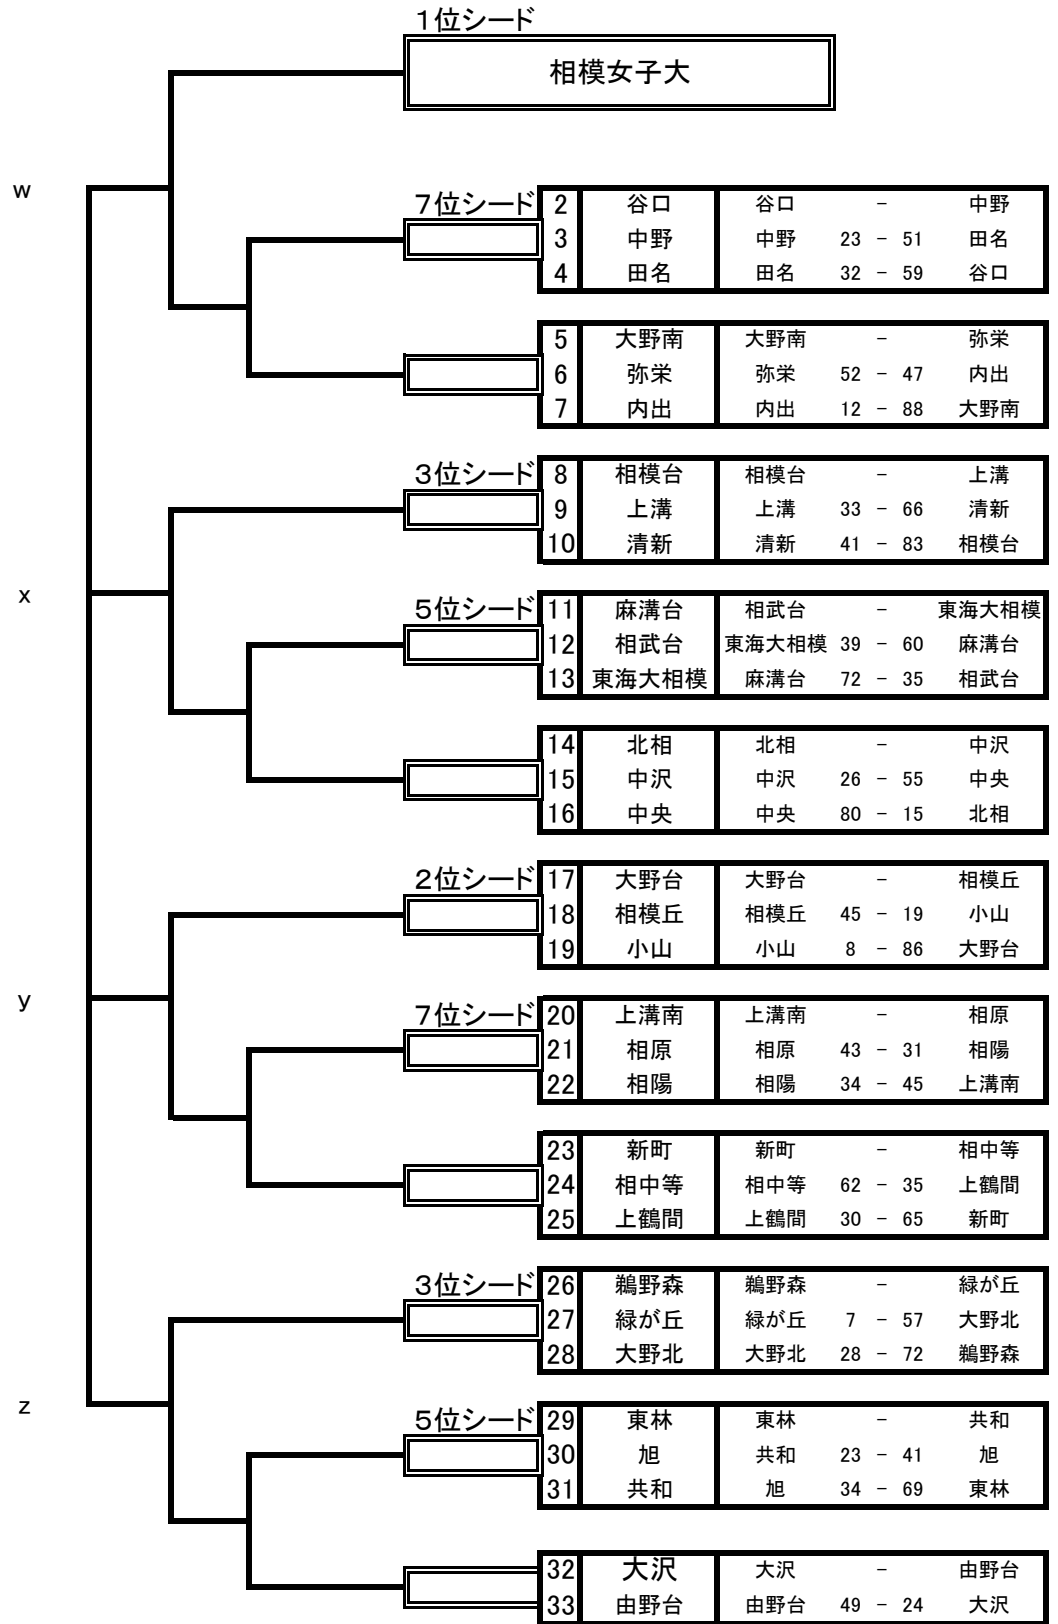 １位シード
相模女子大
w
７位シード
2 谷口 谷口 － 中野
3 中野 中野 23 － 51 田名
4 田名 田名 32 － 59 谷口
5 大野南 大野南 － 弥栄
6 弥栄 弥栄 52 － 47 内出
7 内出 内出 12 － 88 大野南
３位シード
8 相模台 相模台 － 上溝
9 上溝 上溝 33 － 66 清新
10 清新 清新 41 － 83 相模台
x
５位シード
11 麻溝台 相武台 － 東海大相模
12 相武台 東海大相模 39 － 60 麻溝台
13 東海大相模 麻溝台 72 － 35 相武台
14 北相 北相 － 中沢
15 中沢 中沢 26 － 55 中央
16 中央 中央 80 － 15 北相
２位シード
17 大野台 大野台 － 相模丘
18 相模丘 相模丘 45 － 19 小山
19 小山 小山 8 － 86 大野台
y
７位シード
20 上溝南 上溝南 － 相原
21 相原 相原 43 － 31 相陽
22 相陽 相陽 34 － 45 上溝南
23 新町 新町 － 相中等
24 相中等 相中等 62 － 35 上鶴間
25 上鶴間 上鶴間 30 － 65 新町
３位シード
26 鵜野森 鵜野森 － 緑が丘
27 緑が丘 緑が丘 7 － 57 大野北
28 大野北 大野北 28 － 72 鵜野森
z
５位シード
29 東林 東林 － 共和
30 旭 共和 23 － 41 旭
31 共和 旭 34 － 69 東林
32 大沢 大沢 － 由野台
33 由野台 由野台 49 － 24 大沢